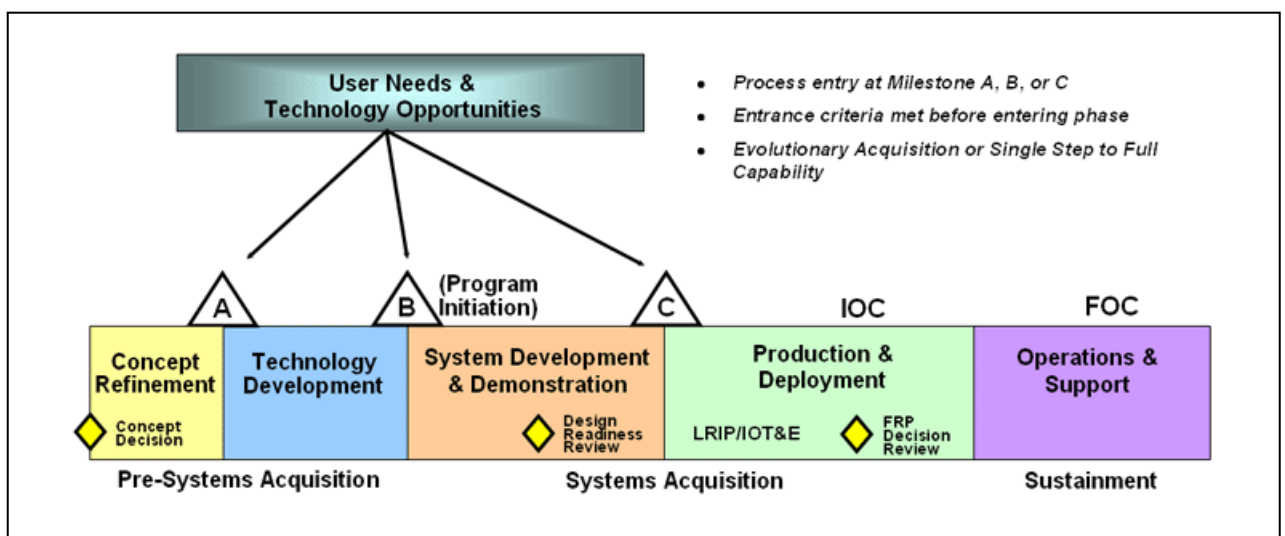 User Needs &
Technology Opportunities
• Process entry at Milestone A, B, or C
• Entrance criteria met before entering phase
• Evolutionary Acquisition or Single Step to Full
Capability
A
B
(Program
Initiation)
C
IOC
FOC
Concept
Refinement
Technology
Development
System Development
& Demonstration
Production &
Deployment
Operations &
Support
Concept
Decision
Design
Readiness
Review
LRIP/IOT&E
FRP
Decision
Review
Pre-Systems Acquisition
Systems Acquisition
Sustainment